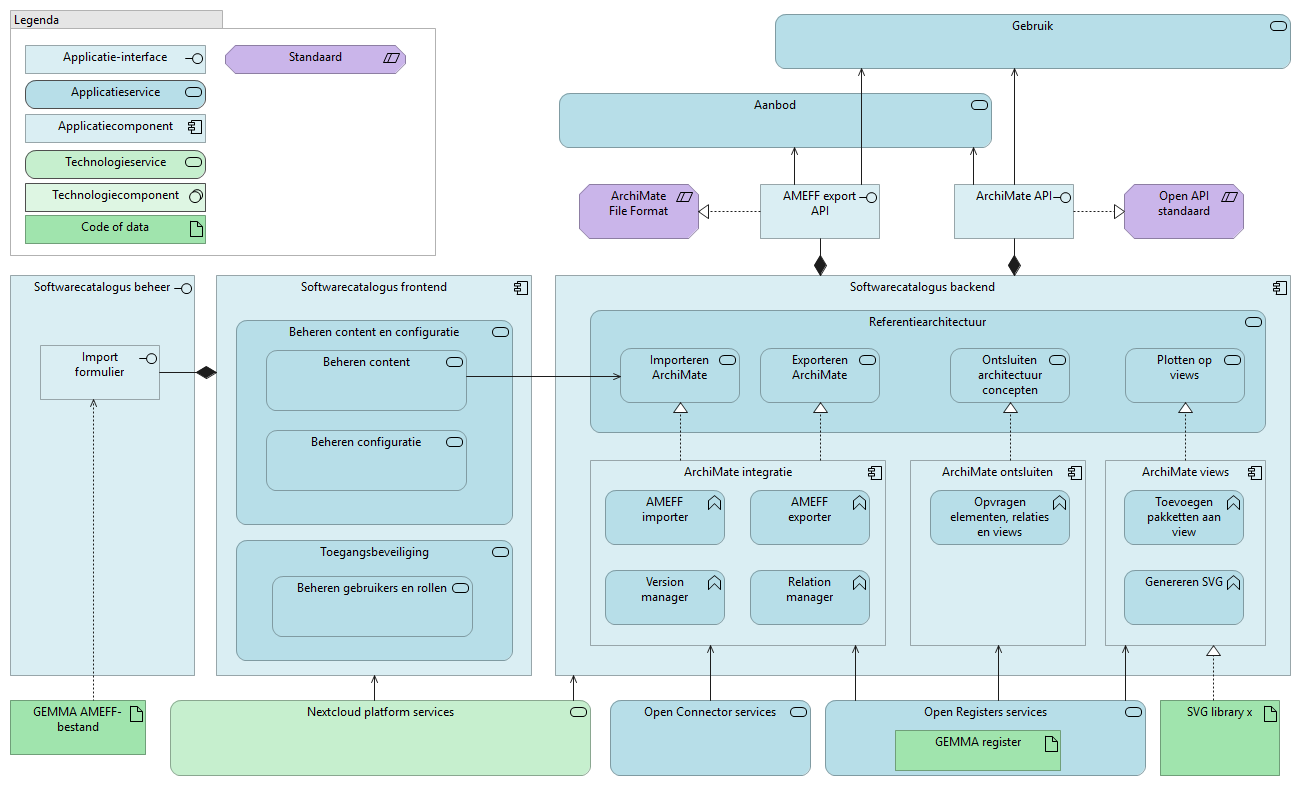 Legenda
Applicatie-interface
Standaard
Applicatieservice
Applicatiecomponent
Technologieservice
Technologiecomponent
Code of data
Gebruik
Aanbod
ArchiMate
File Format
AMEFF export
API
ArchiMate API
Open API
standaard
Softwarecatalogus beheer
Import
formulier
Softwarecatalogus frontend
Beheren content en configuratie
Beheren content
Beheren configuratie
Toegangsbeveiliging
Beheren gebruikers en rollen
Softwarecatalogus backend
Referentiearchitectuur
Importeren
ArchiMate
Exporteren
ArchiMate
Ontsluiten
architectuur
concepten
Plotten op
views
ArchiMate integratie
AMEFF
importer
AMEFF
exporter
Version
manager
Relation
manager
ArchiMate ontsluiten
Opvragen
elementen, relaties
en views
ArchiMate views
Toevoegen
pakketten aan
view
Genereren SVG
GEMMA AMEFF-
bestand
Nextcloud platform services
Open Connector services
Open Registers services
GEMMA register
SVG library x